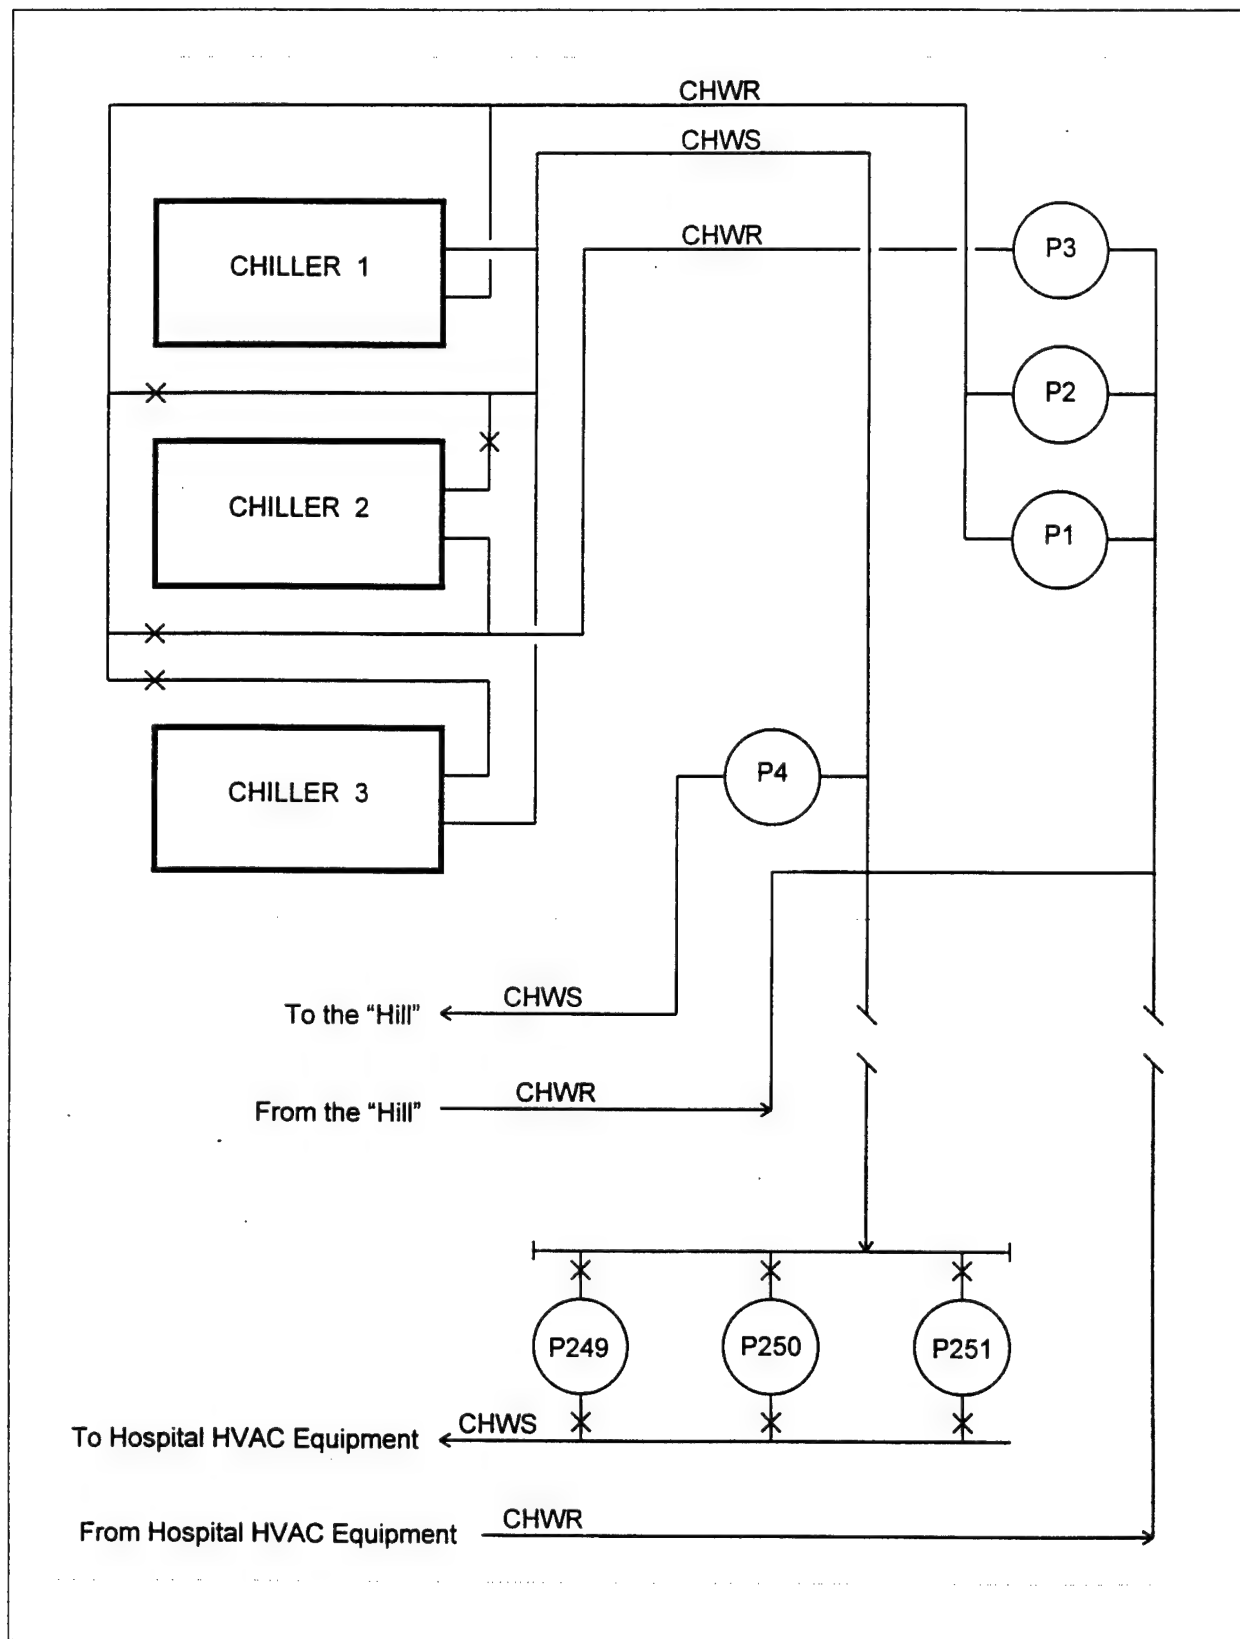 CHWR
CHWS
CHWR
P3
CHILLER 1
P2
CHILLER 2
P1
P4
CHILLER 3
To the “Hill”
CHWS
From the “Hill”
CHWR
P249
P250
P251
To Hospital HVAC Equipment
CHWS
From Hospital HVAC Equipment
CHWR